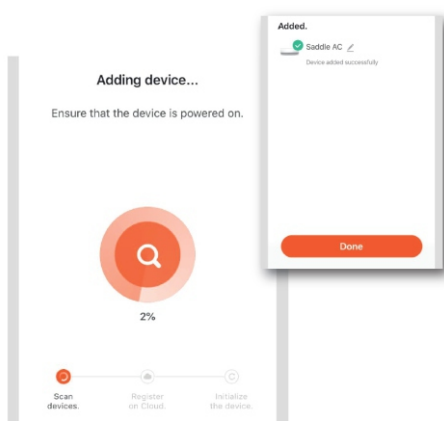 Adding device...
Ensure that the device is powered on.
2%
Scan
devices.
Register
on Cloud.
Initialize
the device.
Added.
Saddle AC
Device added successfully
Done